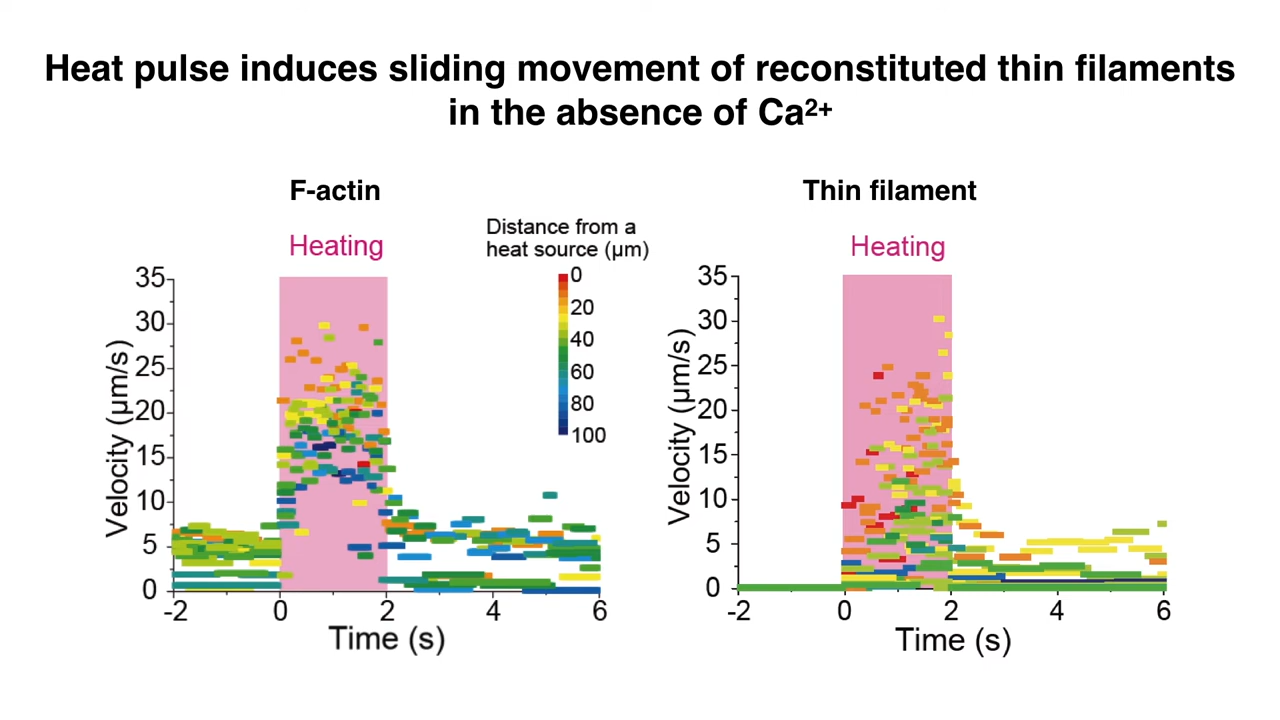 Heat pulse induces sliding movement of reconstituted thin filaments
in the absence of Ca²⁺
F-actin
Heating
Distance from a
heat source (μm)
0
20
40
60
80
100
35
30
25
20
15
10
5
0
Velocity (μm/s)
-2 0 2 4 6
Time (s)
Thin filament
Heating
35
30
25
20
15
10
5
0
Velocity (μm/s)
-2 0 2 4 6
Time (s)